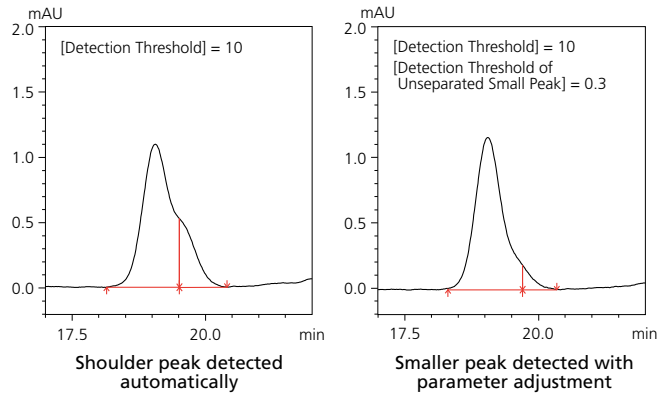 mAU
2.0
[Detection Threshold] = 10
1.5
1.0
0.5
0.0
17.5
20.0
min
Shoulder peak detected
automatically
mAU
2.0
[Detection Threshold] = 10
[Detection Threshold of
Unseparated Small Peak] = 0.3
1.5
1.0
0.5
0.0
17.5
20.0
min
Smaller peak detected with
parameter adjustment